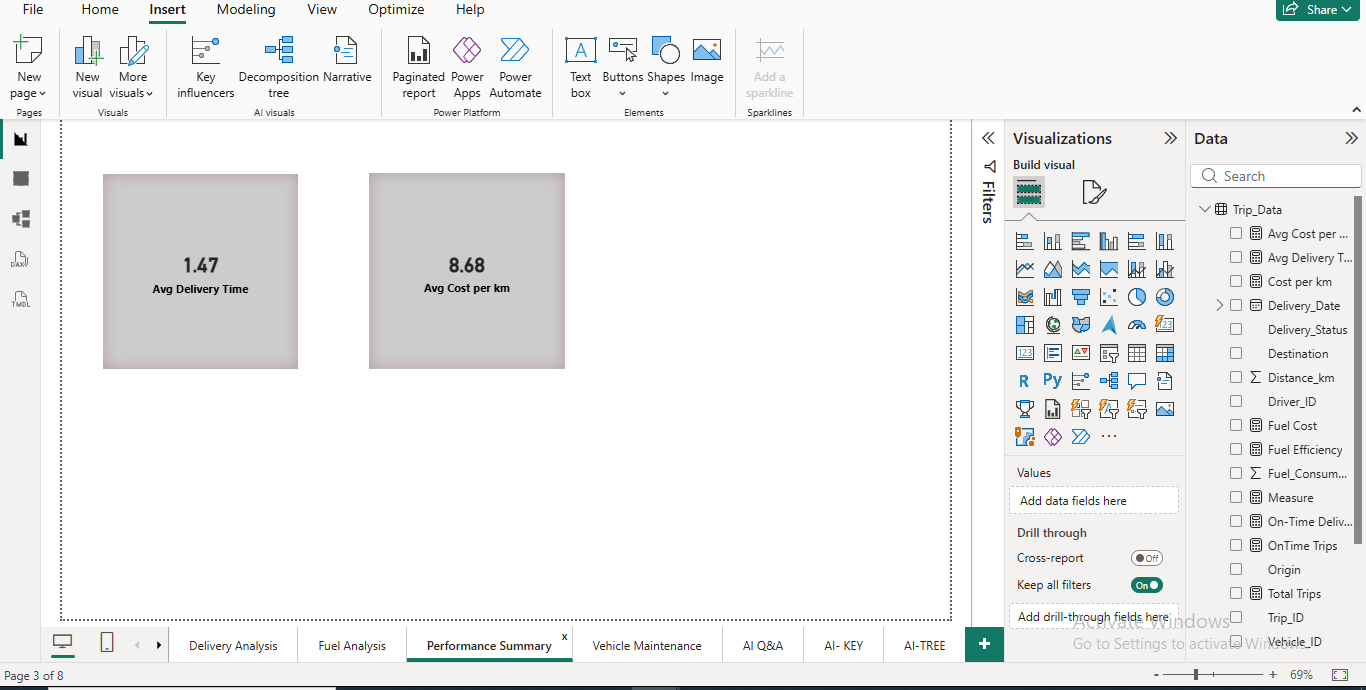 File Home Insert Modeling View Optimize Help Share
New page
New visual
More visuals
Key influencers
Decomposition tree
Narrative
Paginated report
Power Apps
Power Automate
Text box
Buttons
Shapes
Image
Add a sparkline
Pages Visuals AI visuals Power Platform Elements Sparklines
DAX
TMDL
1.47
Avg Delivery Time
8.68
Avg Cost per km
Filters
Visualizations
Build visual
123
123
R Py
Values
Add data fields here
Drill through
Cross-report Off
Keep all filters On
Add drill-through fields here
Data
Search
Trip_Data
Avg Cost per ...
Avg Delivery T...
Cost per km
Delivery_Date
Delivery_Status
Destination
Distance_km
Driver_ID
Fuel Cost
Fuel Efficiency
Fuel_Consum...
Measure
On-Time Deliv...
OnTime Trips
Origin
Total Trips
Trip_ID
Vehicle_ID
Activate Windows
Go to Settings to activate Windows.
Delivery Analysis Fuel Analysis Performance Summary x Vehicle Maintenance AI Q&A AI- KEY AI-TREE +
Page 3 of 8 - + 69%